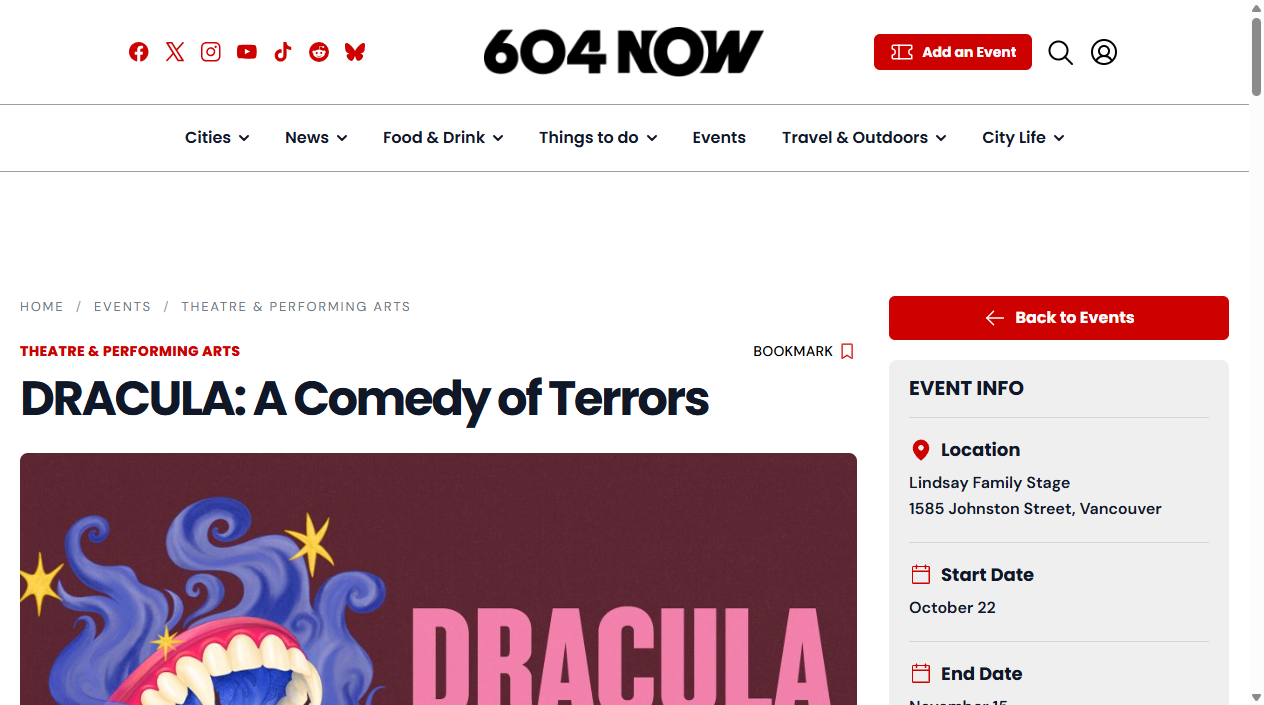 604 NOW
Add an Event
Cities
News
Food & Drink
Things to do
Events
Travel & Outdoors
City Life
HOME / EVENTS / THEATRE & PERFORMING ARTS
THEATRE & PERFORMING ARTS
BOOKMARK
DRACULA: A Comedy of Terrors
DRACULA
Back to Events
EVENT INFO
Location
Lindsay Family Stage
1585 Johnston Street, Vancouver
Start Date
October 22
End Date
November 15